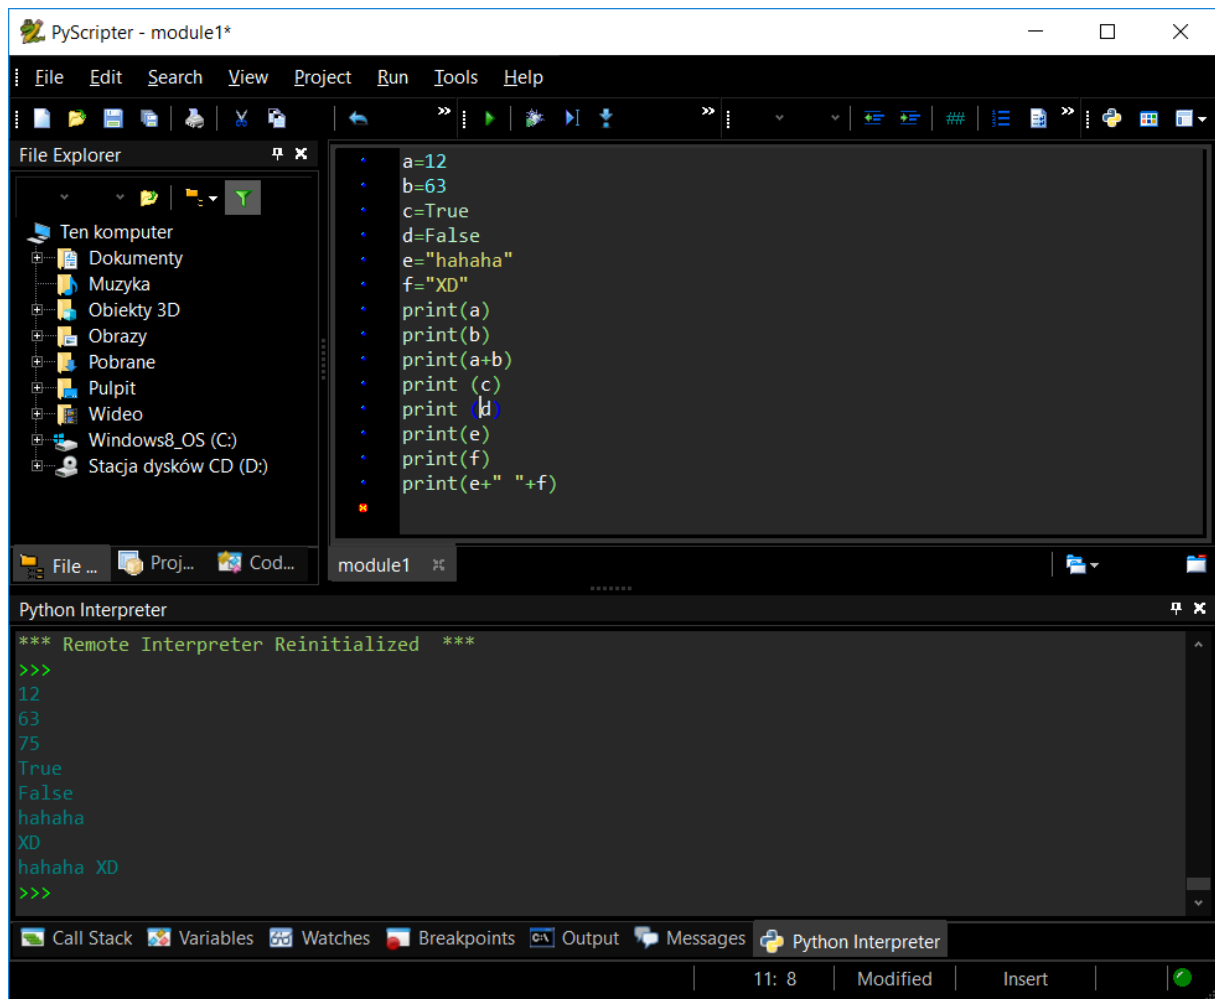 PyScripter - module1*
File Edit Search View Project Run Tools Help
##
File Explorer
Ten komputer
Dokumenty
Muzyka
Obiekty 3D
Obrazy
Pobrane
Pulpit
Wideo
Windows8_OS (C:)
Stacja dysków CD (D:)
File ... Proj... Cod...
a=12
b=63
c=True
d=False
e="hahaha"
f="XD"
print(a)
print(b)
print(a+b)
print (c)
print (d)
print(e)
print(f)
print(e+" "+f)
module1
Python Interpreter
*** Remote Interpreter Reinitialized ***
>>>
12
63
75
True
False
hahaha
XD
hahaha XD
>>>
Call Stack Variables Watches Breakpoints Output Messages Python Interpreter
11: 8 Modified Insert